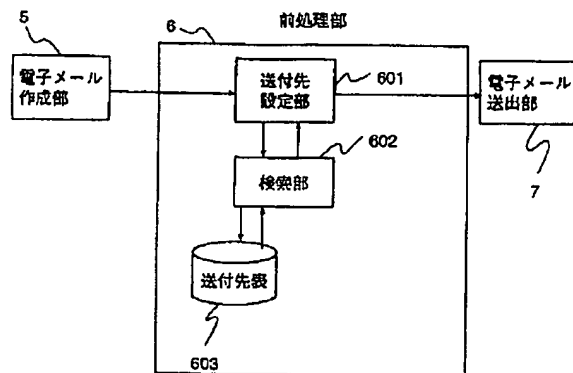 前処理部
5
6
電子メール
作成部
送付先
設定部
601
電子メール
送出部
602
検索部
7
送付先表
603